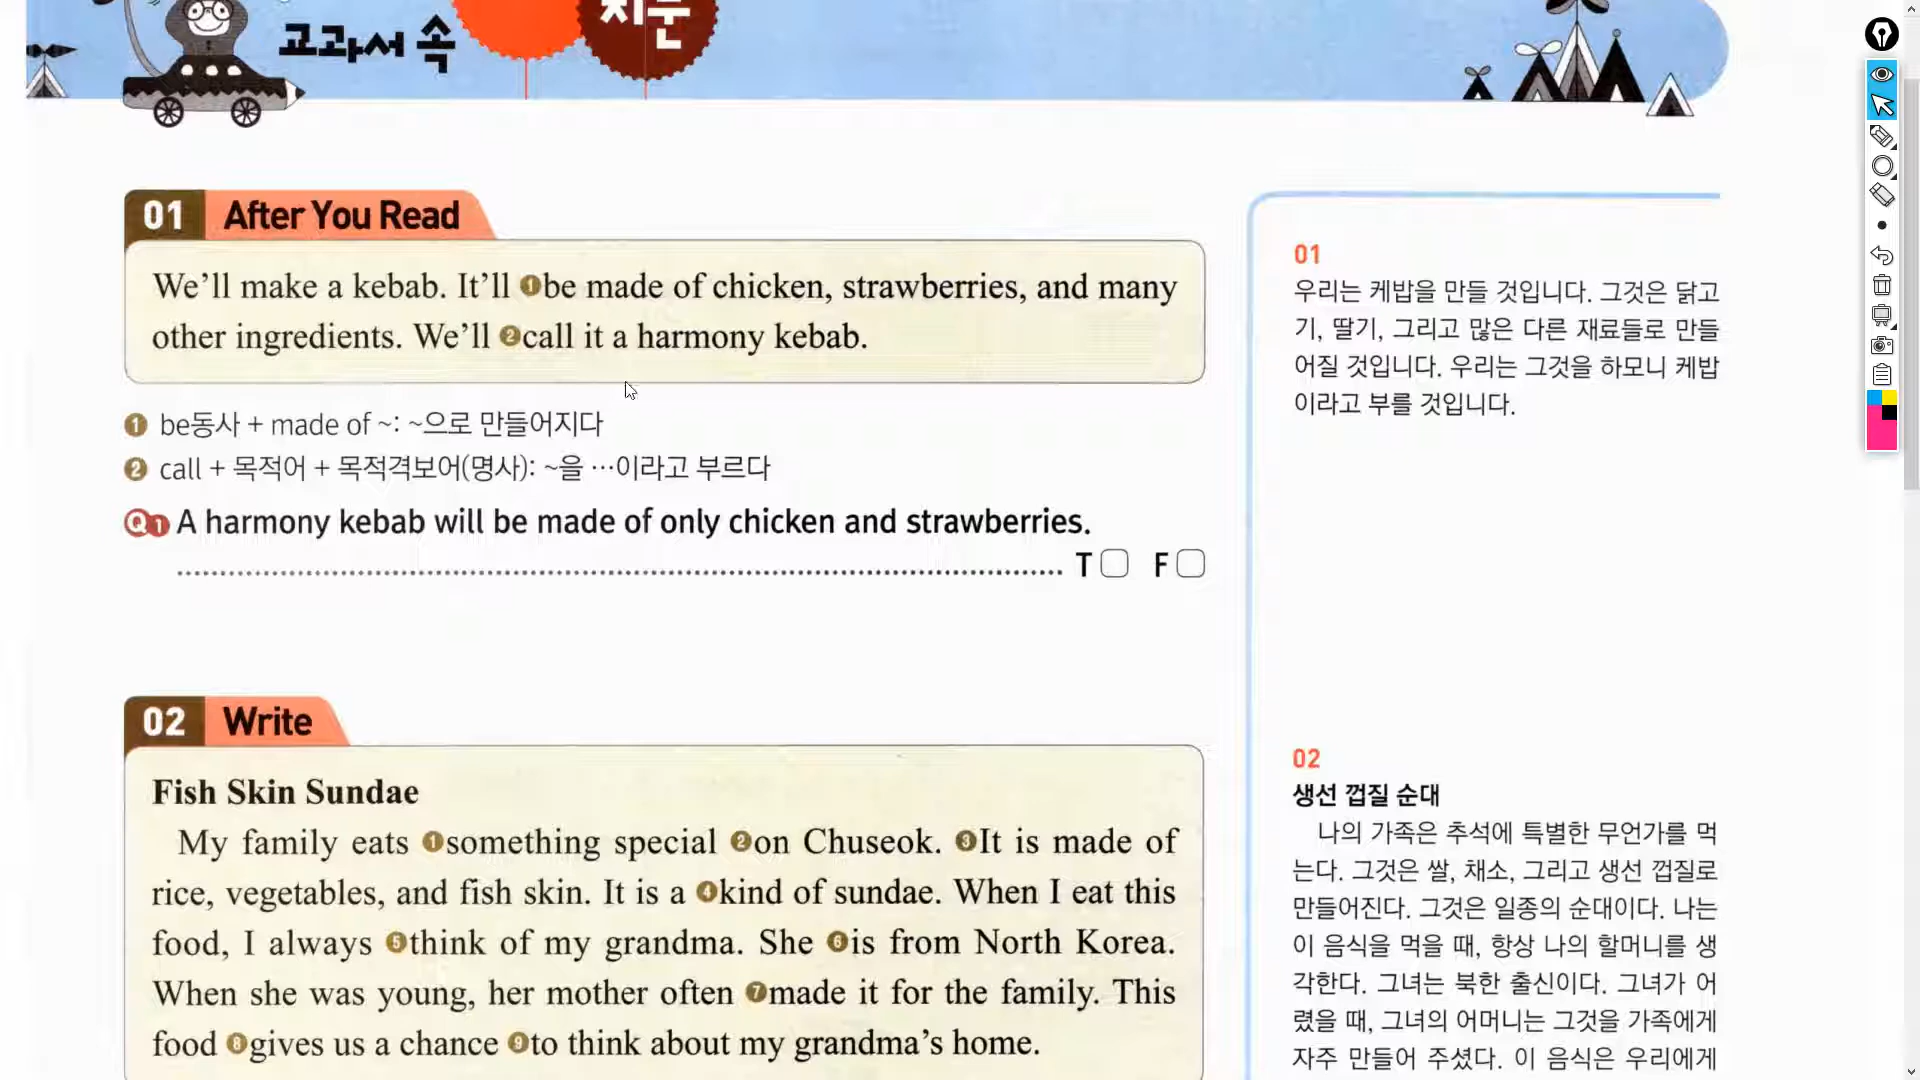 교과서 속
지문
01 After You Read
We'll make a kebab. It'll ❶be made of chicken, strawberries, and many
other ingredients. We'll ❷call it a harmony kebab.
❶ be동사 + made of ~: ~으로 만들어지다
❷ call + 목적어 + 목적격보어(명사): ~을 …이라고 부르다
Q1 A harmony kebab will be made of only chicken and strawberries.
T F
02 Write
Fish Skin Sundae
My family eats ❶something special ❷on Chuseok. ❸It is made of
rice, vegetables, and fish skin. It is a ❹kind of sundae. When I eat this
food, I always ❺think of my grandma. She ❻is from North Korea.
When she was young, her mother often ❼made it for the family. This
food ❽gives us a chance ❾to think about my grandma's home.
01
우리는 케밥을 만들 것입니다. 그것은 닭고
기, 딸기, 그리고 많은 다른 재료들로 만들
어질 것입니다. 우리는 그것을 하모니 케밥
이라고 부를 것입니다.
02
생선 껍질 순대
나의 가족은 추석에 특별한 무언가를 먹
는다. 그것은 쌀, 채소, 그리고 생선 껍질로
만들어진다. 그것은 일종의 순대이다. 나는
이 음식을 먹을 때, 항상 나의 할머니를 생
각한다. 그녀는 북한 출신이다. 그녀가 어
렸을 때, 그녀의 어머니는 그것을 가족에게
자주 만들어 주셨다. 이 음식은 우리에게